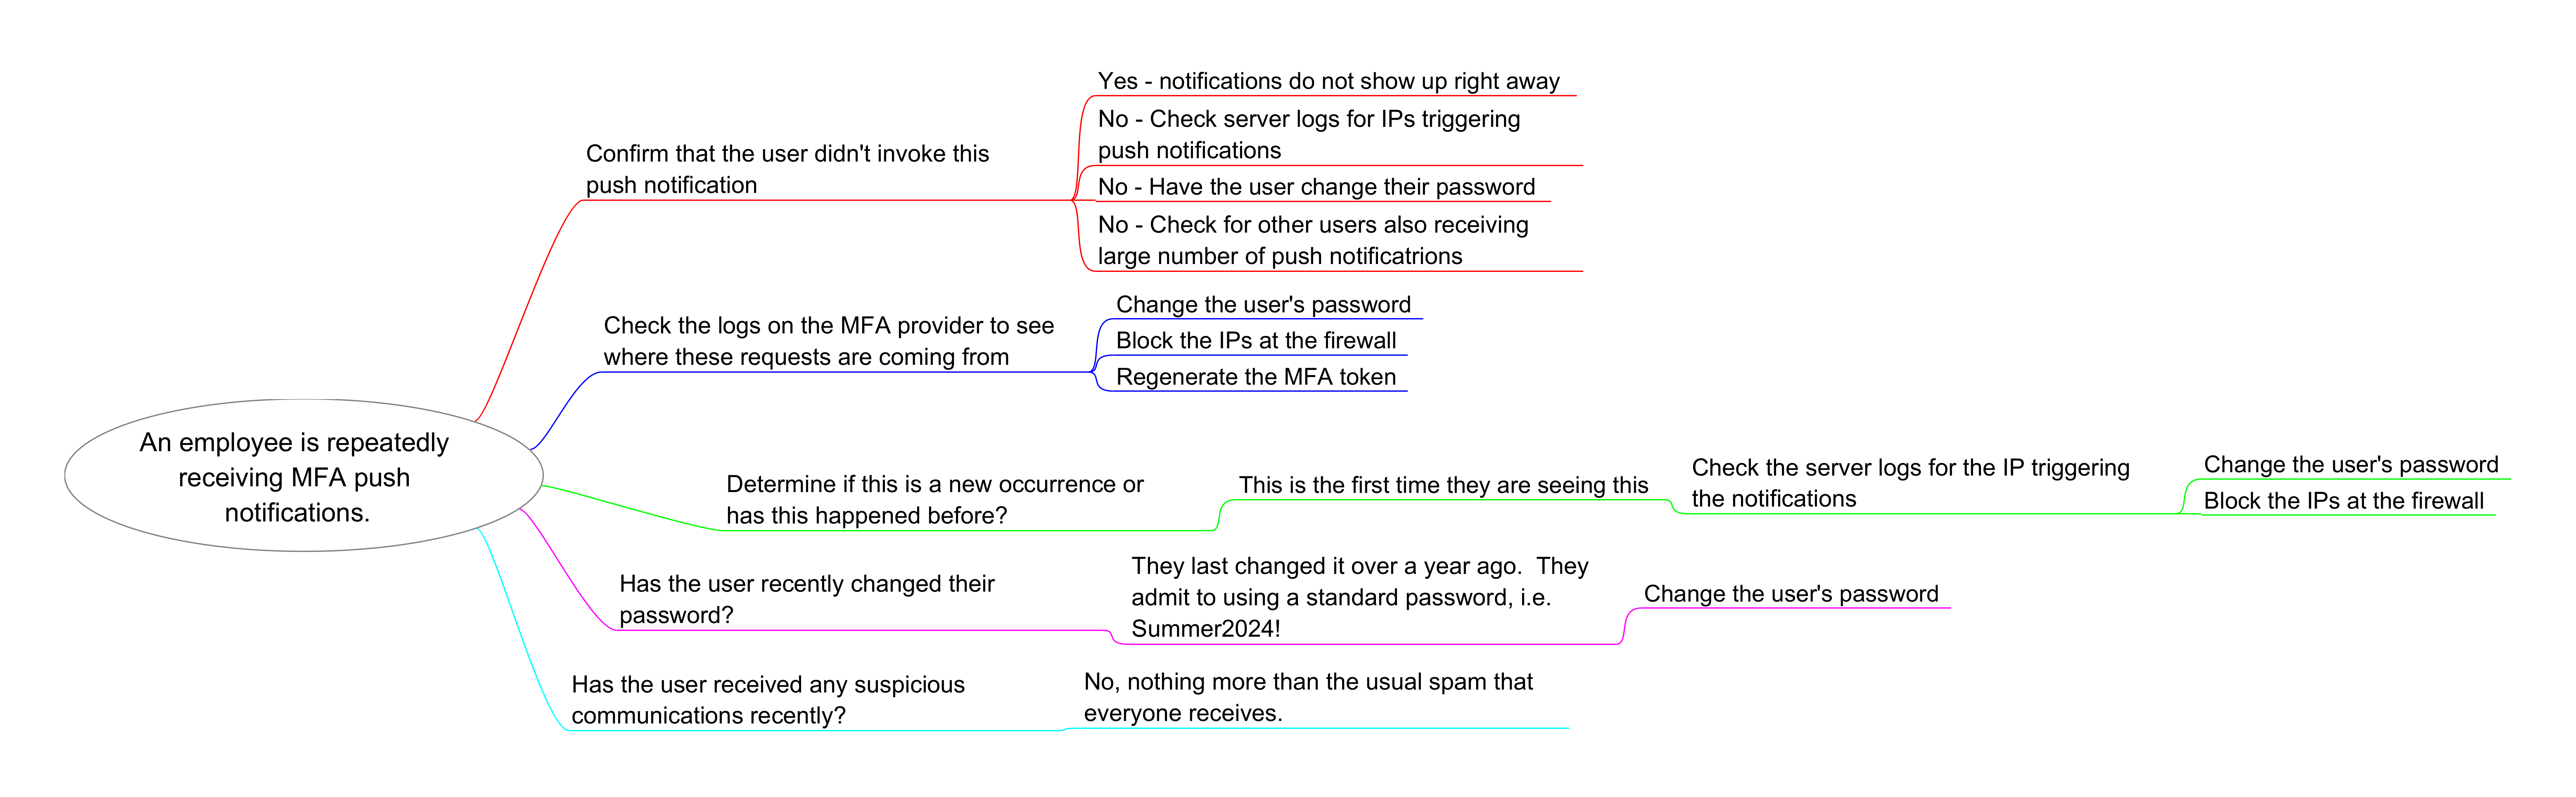 Yes - notifications do not show up right away
No - Check server logs for IPs triggering
push notifications
Confirm that the user didn't invoke this
push notification
No - Have the user change their password
No - Check for other users also receiving
large number of push notificatrions
Change the user's password
Check the logs on the MFA provider to see
where these requests are coming from
Block the IPs at the firewall
Regenerate the MFA token
An employee is repeatedly
receiving MFA push
notifications.
Determine if this is a new occurrence or
has this happened before?
This is the first time they are seeing this
Check the server logs for the IP triggering
the notifications
Change the user's password
Block the IPs at the firewall
Has the user recently changed their
password?
They last changed it over a year ago.  They
admit to using a standard password, i.e.
Summer2024!
Change the user's password
Has the user received any suspicious
communications recently?
No, nothing more than the usual spam that
everyone receives.